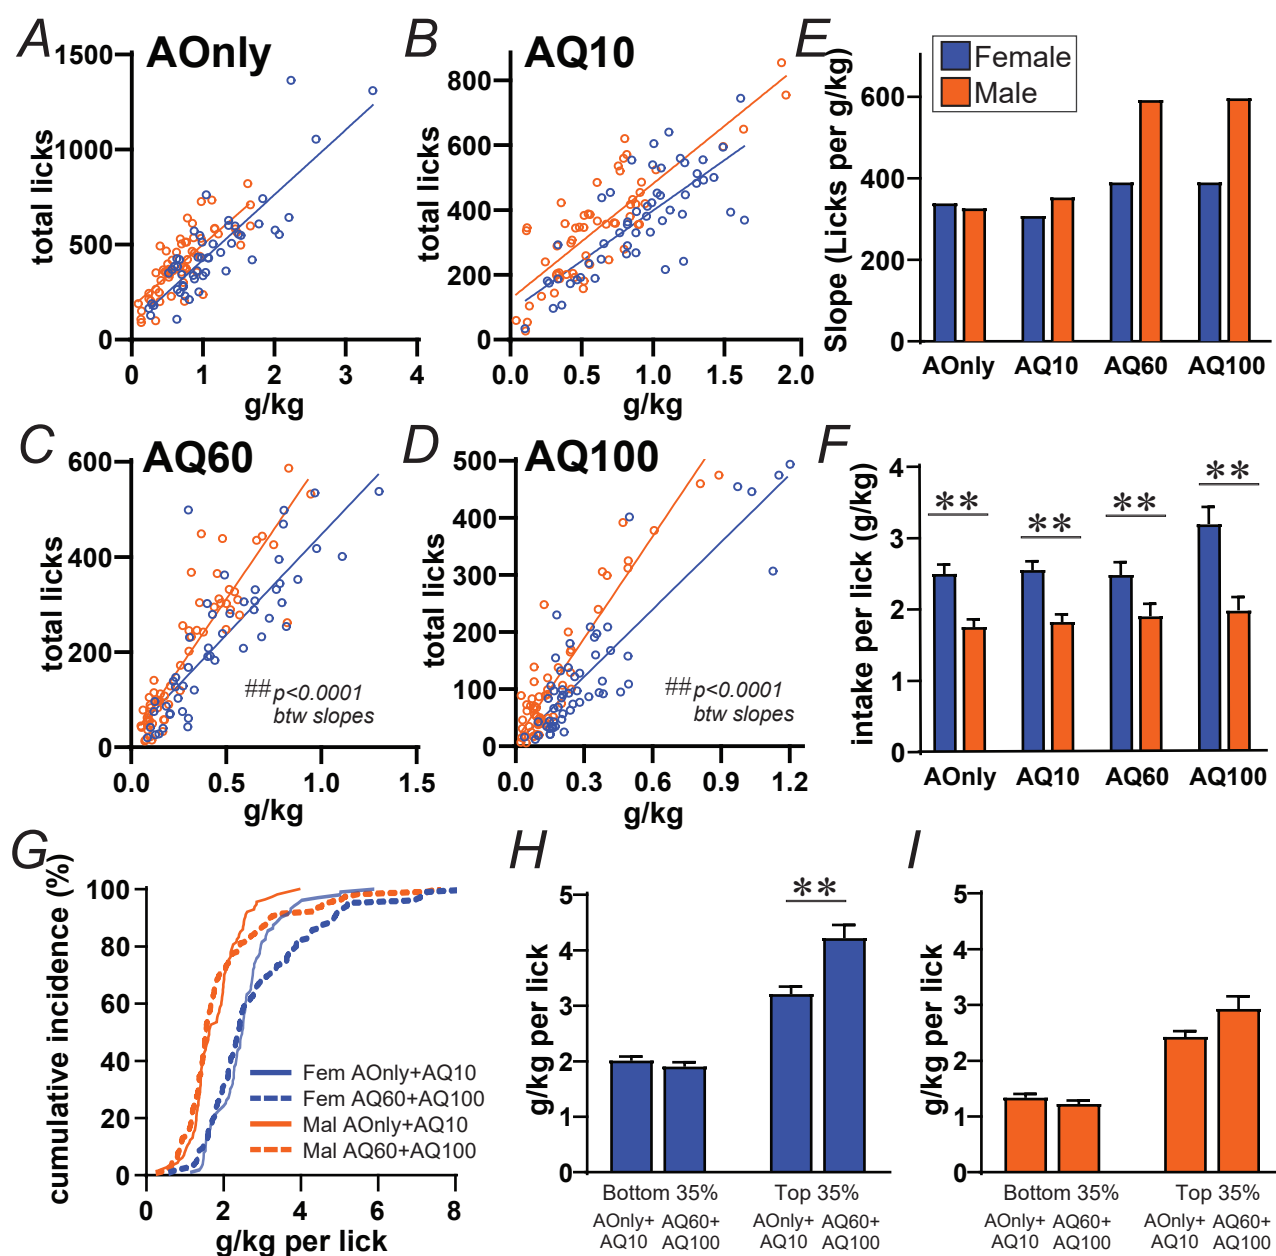 A AOnly
1500
1000
500
0
total licks
0 1 2 3 4
g/kg
B AQ10
800
600
400
200
0
total licks
0.0 0.5 1.0 1.5 2.0
g/kg
E
Female
Male
600
400
200
0
Slope (Licks per g/kg)
AOnly AQ10 AQ60 AQ100
C AQ60
600
400
200
0
total licks
##p<0.0001
btw slopes
0.0 0.5 1.0 1.5
g/kg
D AQ100
500
400
300
200
100
0
total licks
##p<0.0001
btw slopes
0.0 0.3 0.6 0.9 1.2
g/kg
F
4
3
2
1
0
intake per lick (g/kg)
** ** ** **
AOnly AQ10 AQ60 AQ100
G
100
80
60
40
20
0
cumulative incidence (%)
Fem AOnly+AQ10
Fem AQ60+AQ100
Mal AOnly+AQ10
Mal AQ60+AQ100
0 2 4 6 8
g/kg per lick
H
5
4
3
2
1
0
g/kg per lick
**
Bottom 35% Top 35%
AOnly+ AQ60+ AOnly+ AQ60+
AQ10 AQ100 AQ10 AQ100
I
5
4
3
2
1
0
g/kg per lick
Bottom 35% Top 35%
AOnly+ AQ60+ AOnly+ AQ60+
AQ10 AQ100 AQ10 AQ100